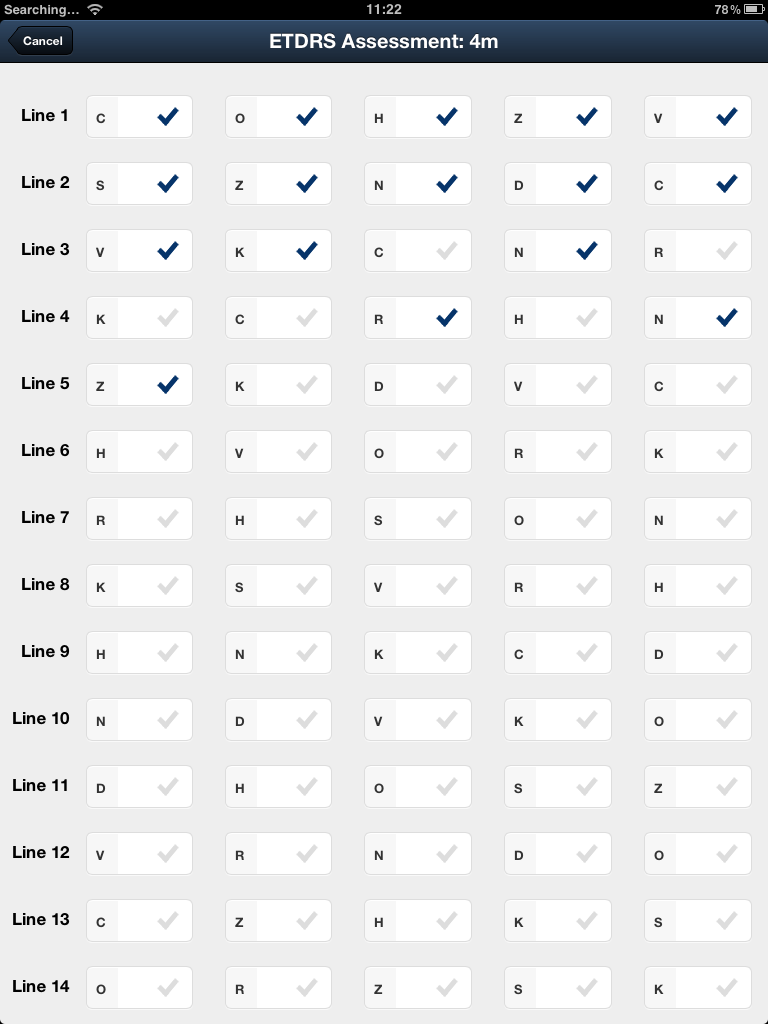 Searching... 11:22 78%
Cancel ETDRS Assessment: 4m
Line 1 C O H Z V
Line 2 S Z N D C
Line 3 V K C N R
Line 4 K C R H N
Line 5 Z K D V C
Line 6 H V O R K
Line 7 R H S O N
Line 8 K S V R H
Line 9 H N K C D
Line 10 N D V K O
Line 11 D H O S Z
Line 12 V R N D O
Line 13 C Z H K S
Line 14 O R Z S K